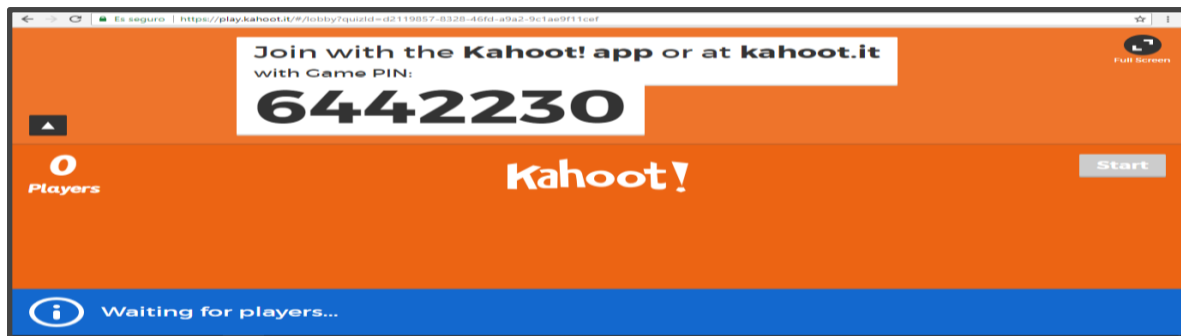 Es seguro | https://play.kahoot.it/#/lobby?quizId=d2119857-8328-46fd-a9a2-9c1ae9f11cef
Join with the Kahoot! app or at kahoot.it
with Game PIN:
6442230
Full Screen
0
Players
Kahoot!
Start
Waiting for players...